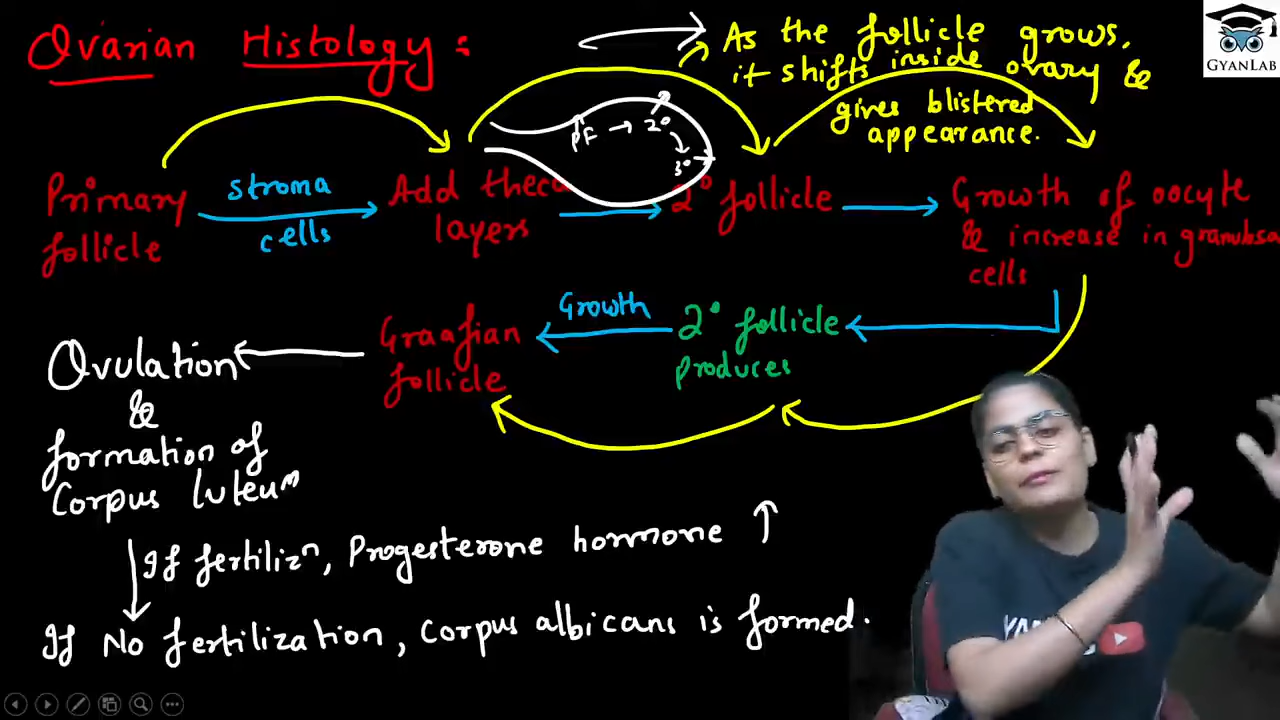 Ovarian Histology :
As the follicle grows,
it shifts inside ovary &
gives blistered
appearance.
GYANLAB
PF → 2°
3°
Primary
follicle
stroma
cells
Add theca
layers
2° follicle
Growth of oocyte
& increase in granulosa
cells
2° follicle
produces
Growth
Graafian
follicle
Ovulation
&
formation of
Corpus luteum
If fertilizn, Progesterone hormone ↑
If No fertilization, Corpus albicans is formed.